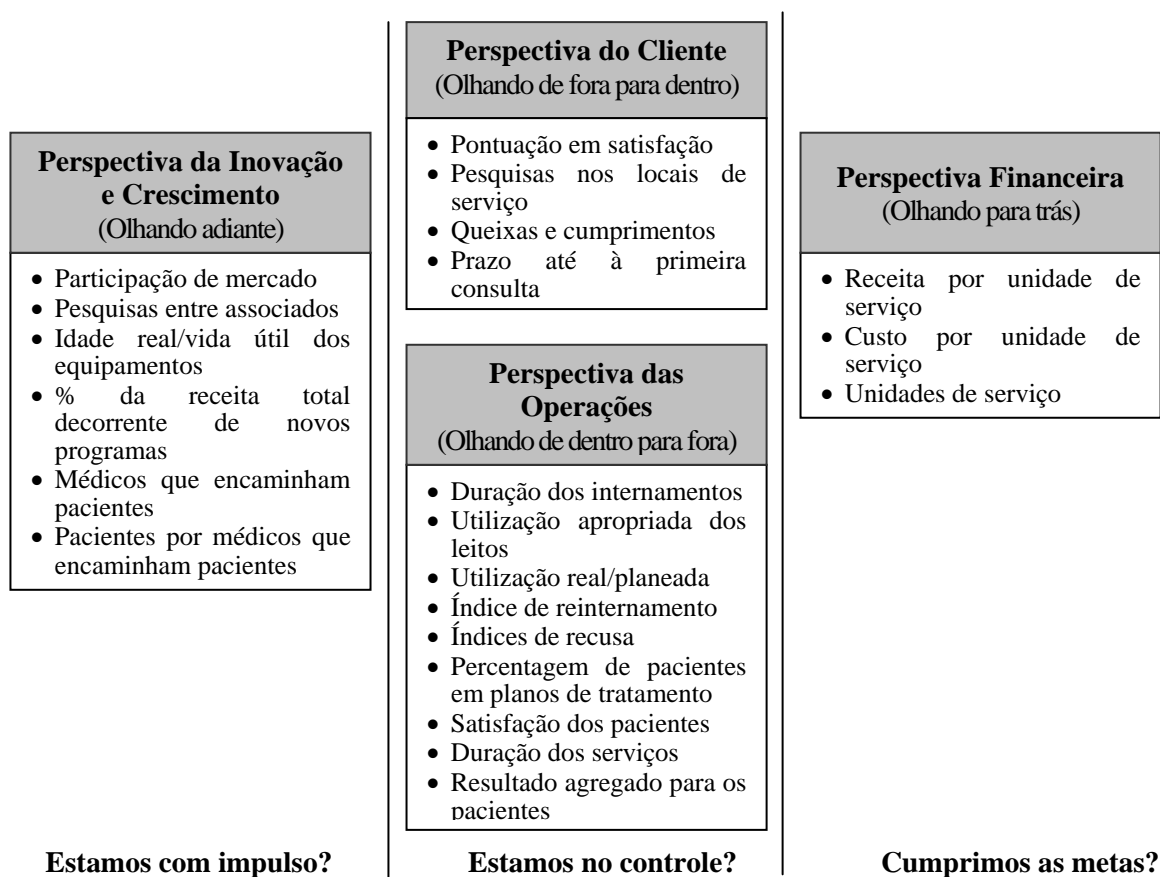 Perspectiva da Inovação
e Crescimento
(Olhando adiante)
• Participação de mercado
• Pesquisas entre associados
• Idade real/vida útil dos
equipamentos
• % da receita total
decorrente de novos
programas
• Médicos que encaminham
pacientes
• Pacientes por médicos que
encaminham pacientes
Estamos com impulso?
Perspectiva do Cliente
(Olhando de fora para dentro)
• Pontuação em satisfação
• Pesquisas nos locais de
serviço
• Queixas e cumprimentos
• Prazo até à primeira
consulta
Perspectiva das
Operações
(Olhando de dentro para fora)
• Duração dos internamentos
• Utilização apropriada dos
leitos
• Utilização real/planeada
• Índice de reinternamento
• Índices de recusa
• Percentagem de pacientes
em planos de tratamento
• Satisfação dos pacientes
• Duração dos serviços
• Resultado agregado para os
pacientes
Estamos no controle?
Perspectiva Financeira
(Olhando para trás)
• Receita por unidade de
serviço
• Custo por unidade de
serviço
• Unidades de serviço
Cumprimos as metas?